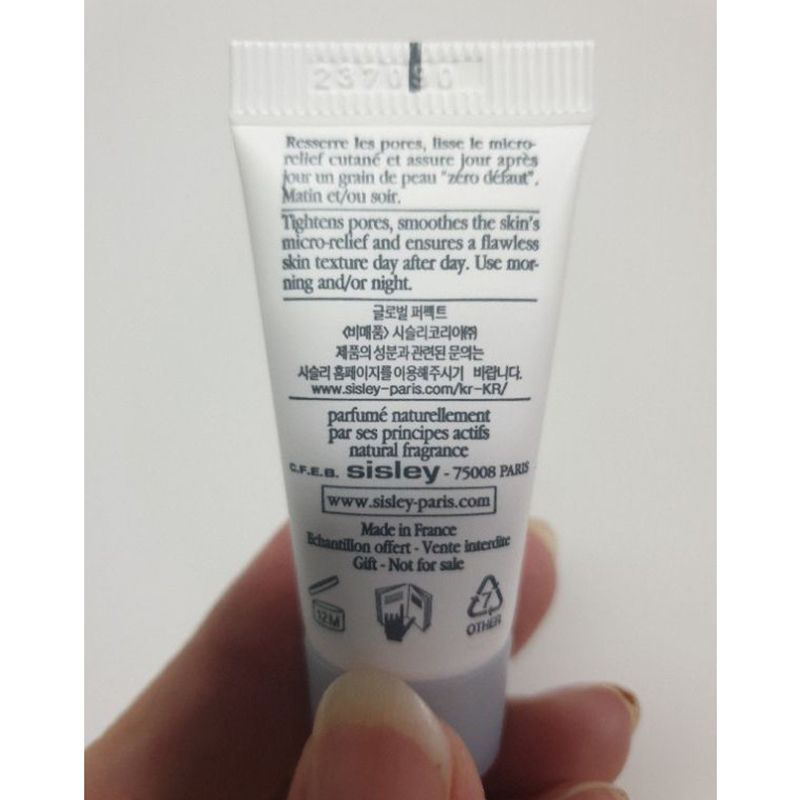 237090
Resserre les pores, lisse le micro-
relief cutané et assure jour après
jour un grain de peau "zéro défaut".
Matin et/ou soir.
Tightens pores, smoothes the skin's
micro-relief and ensures a flawless
skin texture day after day. Use mor-
ning and/or night.
글로벌 퍼펙트
<비매품> 시슬리코리아㈜
제품의 성분과 관련된 문의는
시슬리 홈페이지를 이용해주시기 바랍니다.
www.sisley-paris.com/kr-KR/
parfumé naturellement
par ses principes actifs
natural fragrance
C.F.E.B. sisley - 75008 PARIS
www.sisley-paris.com
Made in France
Echantillon offert - Vente interdite
Gift - Not for sale
12M
7
OTHER